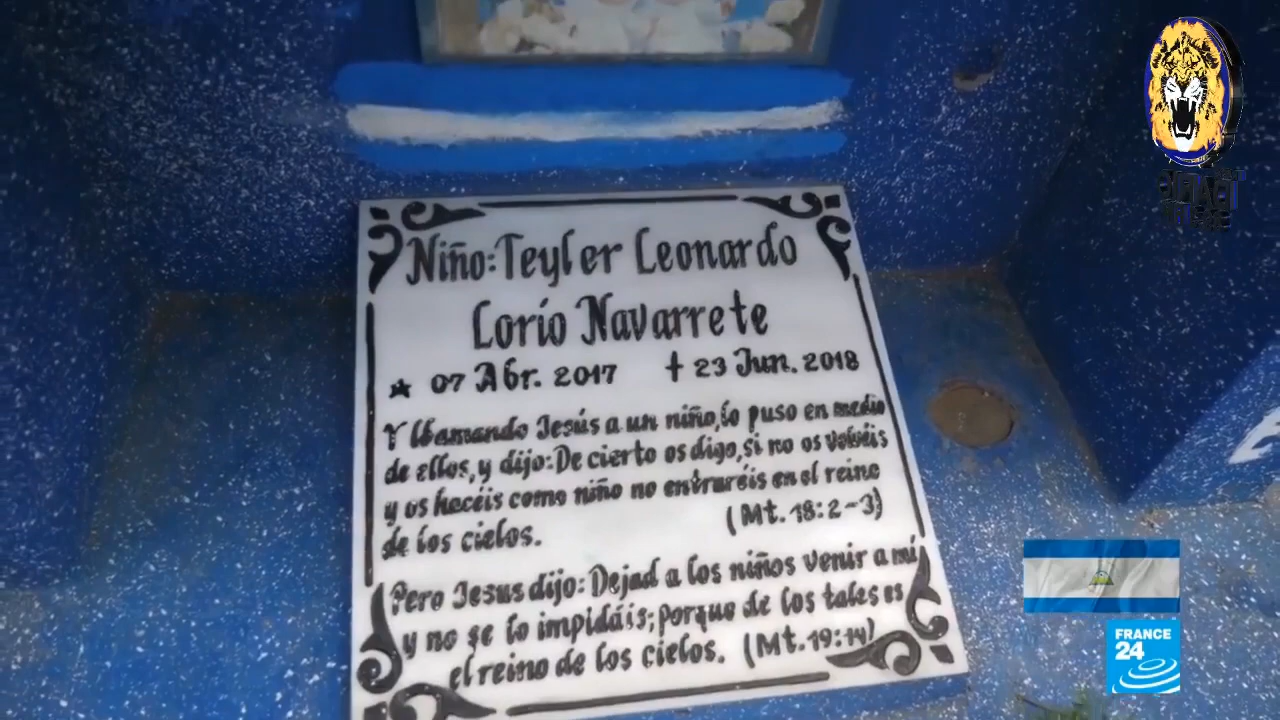 Niño: Teyler Leonardo
Lorío Navarrete
07 Abr. 2017 † 23 Jun. 2018
Y llamando Jesús a un niño, lo puso en medio
de ellos, y dijo: De cierto os digo, si no os volvéis
y os hacéis como niño no entraréis en el reino
de los cielos. (Mt. 18:2-3)
Pero Jesus dijo: Dejad a los niños venir a mí
y no se lo impidáis; porque de los tales es
el reino de los cielos. (Mt. 19:14)
FRANCE
24